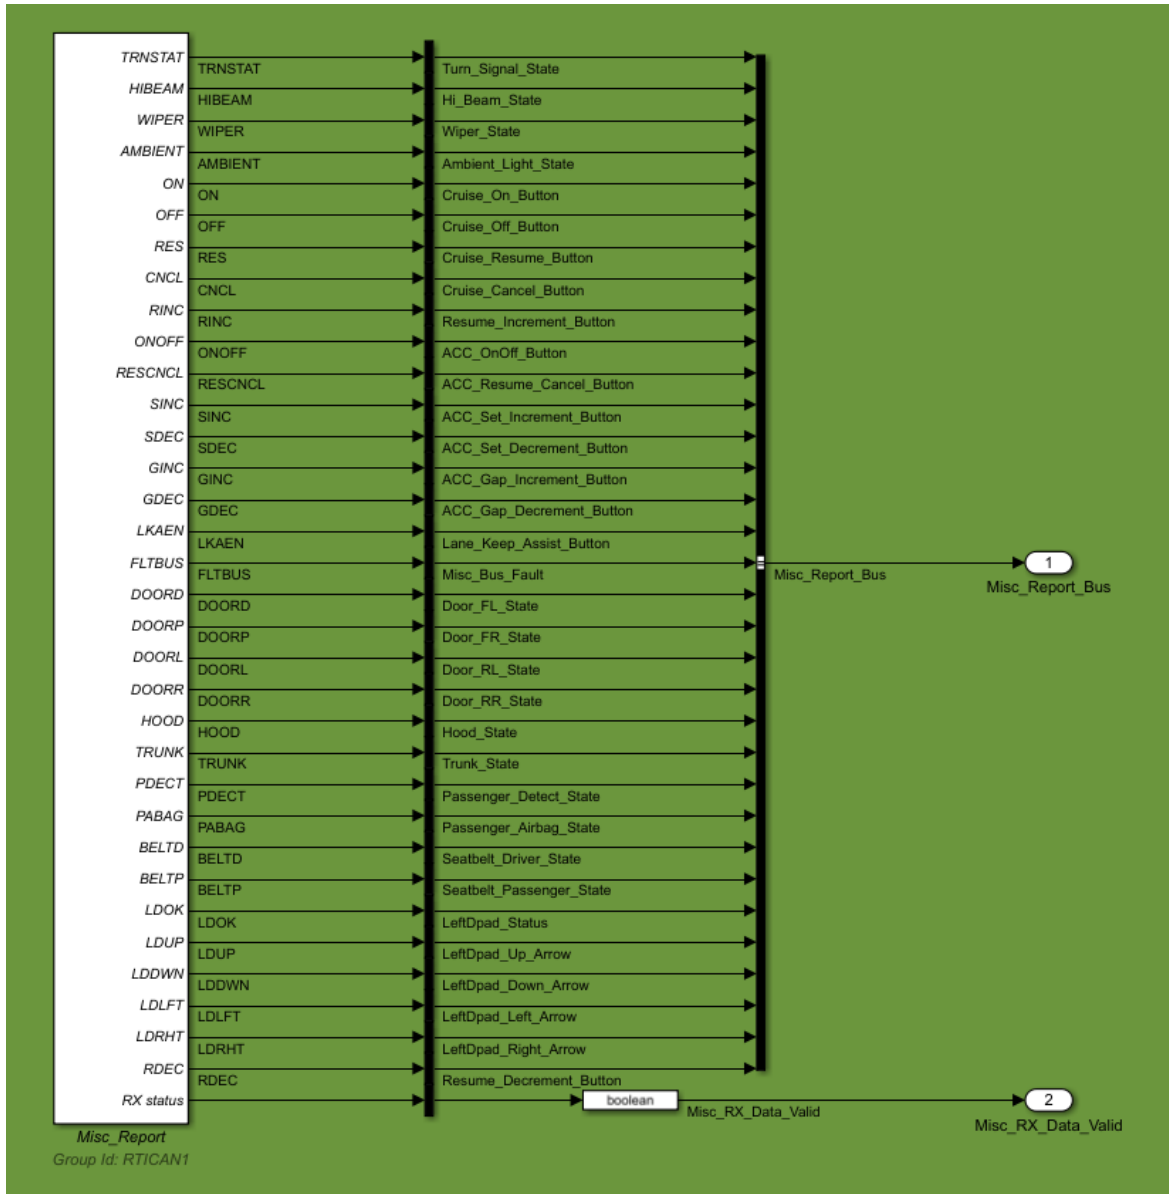 TRNSTAT TRNSTAT Turn_Signal_State
HIBEAM HIBEAM Hi_Beam_State
WIPER WIPER Wiper_State
AMBIENT AMBIENT Ambient_Light_State
ON ON Cruise_On_Button
OFF OFF Cruise_Off_Button
RES RES Cruise_Resume_Button
CNCL CNCL Cruise_Cancel_Button
RINC RINC Resume_Increment_Button
ONOFF ONOFF ACC_OnOff_Button
RESCNCL RESCNCL ACC_Resume_Cancel_Button
SINC SINC ACC_Set_Increment_Button
SDEC SDEC ACC_Set_Decrement_Button
GINC GINC ACC_Gap_Increment_Button
GDEC GDEC ACC_Gap_Decrement_Button
LKAEN LKAEN Lane_Keep_Assist_Button
FLTBUS FLTBUS Misc_Bus_Fault Misc_Report_Bus 1
Misc_Report_Bus
DOORD DOORD Door_FL_State
DOORP DOORP Door_FR_State
DOORL DOORL Door_RL_State
DOORR DOORR Door_RR_State
HOOD HOOD Hood_State
TRUNK TRUNK Trunk_State
PDECT PDECT Passenger_Detect_State
PABAG PABAG Passenger_Airbag_State
BELTD BELTD Seatbelt_Driver_State
BELTP BELTP Seatbelt_Passenger_State
LDOK LDOK LeftDpad_Status
LDUP LDUP LeftDpad_Up_Arrow
LDDWN LDDWN LeftDpad_Down_Arrow
LDLFT LDLFT LeftDpad_Left_Arrow
LDRHT LDRHT LeftDpad_Right_Arrow
RDEC RDEC Resume_Decrement_Button
RX status boolean Misc_RX_Data_Valid 2
Misc_RX_Data_Valid
Misc_Report
Group Id: RTICAN1